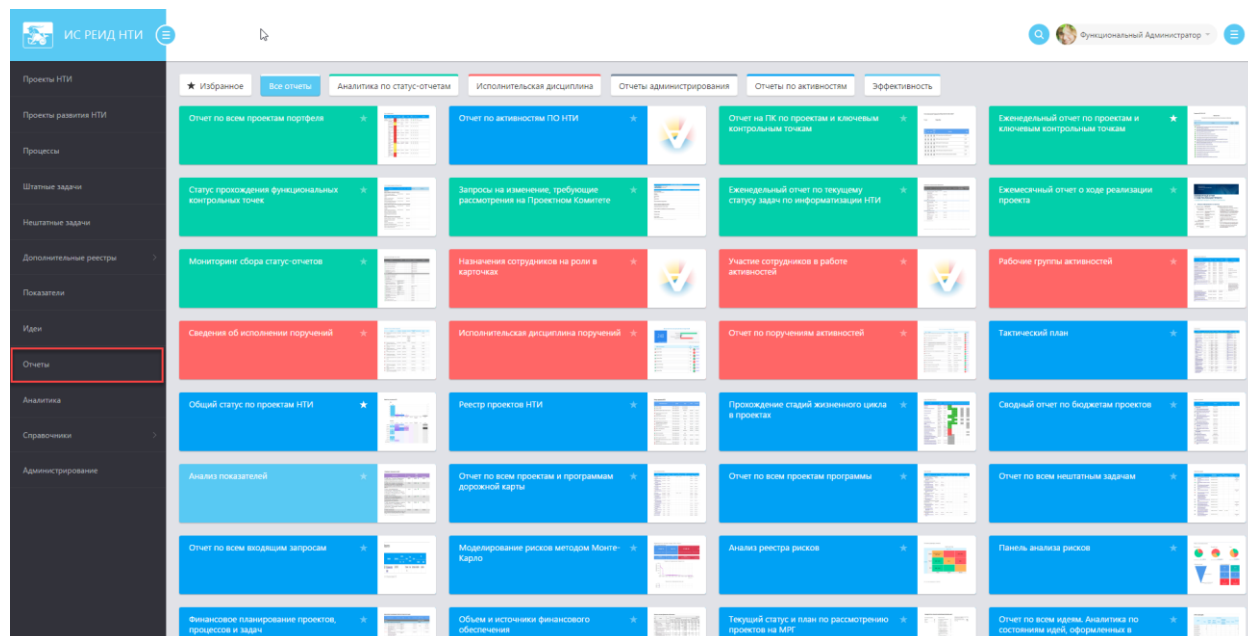 ИС РЕИД НТИ
Функциональный Администратор
Проекты НТИ
Проекты развития НТИ
Процессы
Штатные задачи
Нештатные задачи
Дополнительные реестры
Показатели
Идеи
Отчеты
Аналитика
Справочники
Администрирование
★ Избранное
Все отчеты
Аналитика по статус-отчетам
Исполнительская дисциплина
Отчеты администрирования
Отчеты по активностям
Эффективность
Отчет по всем проектам портфеля
Отчет по активностям ПО НТИ
Отчет на ПК по проектам и ключевым
контрольным точкам
Еженедельный отчет по проектам и
ключевым контрольным точкам
Статус прохождения функциональных
контрольных точек
Запросы на изменение, требующие
рассмотрения на Проектном Комитете
Еженедельный отчет по текущему
статусу задач по информатизации НТИ
Ежемесячный отчет о ходе реализации
проекта
Мониторинг сбора статус-отчетов
Назначения сотрудников на роли в
карточках
Участие сотрудников в работе
активностей
Рабочие группы активностей
Сведения об исполнении поручений
Исполнительская дисциплина поручений
Отчет по поручениям активностей
Тактический план
Общий статус по проектам НТИ
Реестр проектов НТИ
Прохождение стадий жизненного цикла
в проектах
Сводный отчет по бюджетам проектов
Анализ показателей
Отчет по всем проектам и программам
дорожной карты
Отчет по всем проектам программы
Отчет по всем нештатным задачам
Отчет по всем входящим запросам
Моделирование рисков методом Монте-
Карло
Анализ реестра рисков
Панель анализа рисков
Финансовое планирование проектов,
процессов и задач
Объем и источники финансового
обеспечения
Текущий статус и план по рассмотрению
проектов на МРГ
Отчет по всем идеям. Аналитика по
состояниям идей, оформленных в